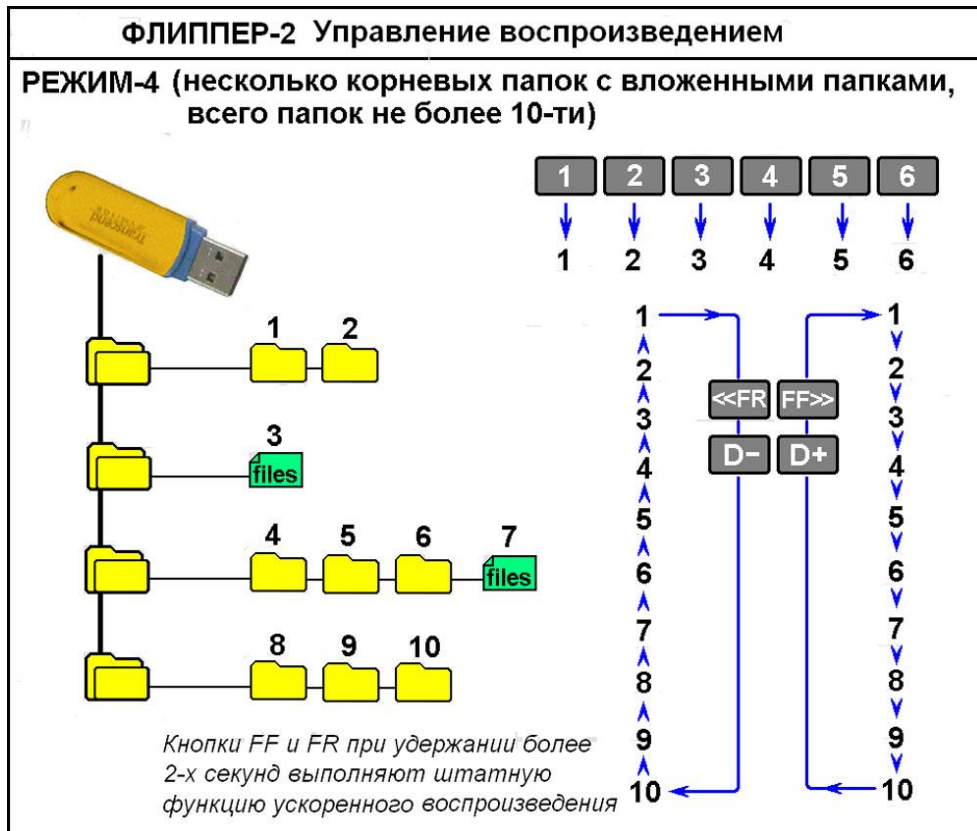 ФЛИППЕР-2 Управление воспроизведением
РЕЖИМ-4 (несколько корневых папок с вложенными папками,
всего папок не более 10-ти)
Transcend
1 2 3 4 5 6
1 2 3 4 5 6
1 2
3
files
4 5 6 7
files
8 9 10
1
2
3
4
5
6
7
8
9
10
<<FR FF>>
D− D+
1
2
3
4
5
6
7
8
9
10
Кнопки FF и FR при удержании более
2-х секунд выполняют штатную
функцию ускоренного воспроизведения